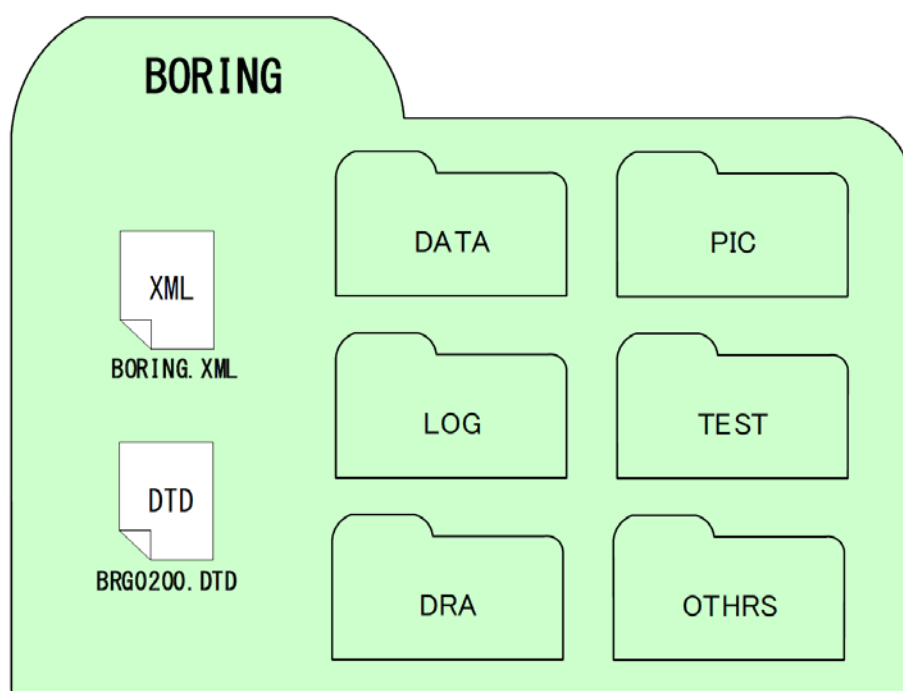 BORING
DATA
PIC
XML
BORING.XML
LOG
TEST
DTD
BRG0200.DTD
DRA
OTHRS